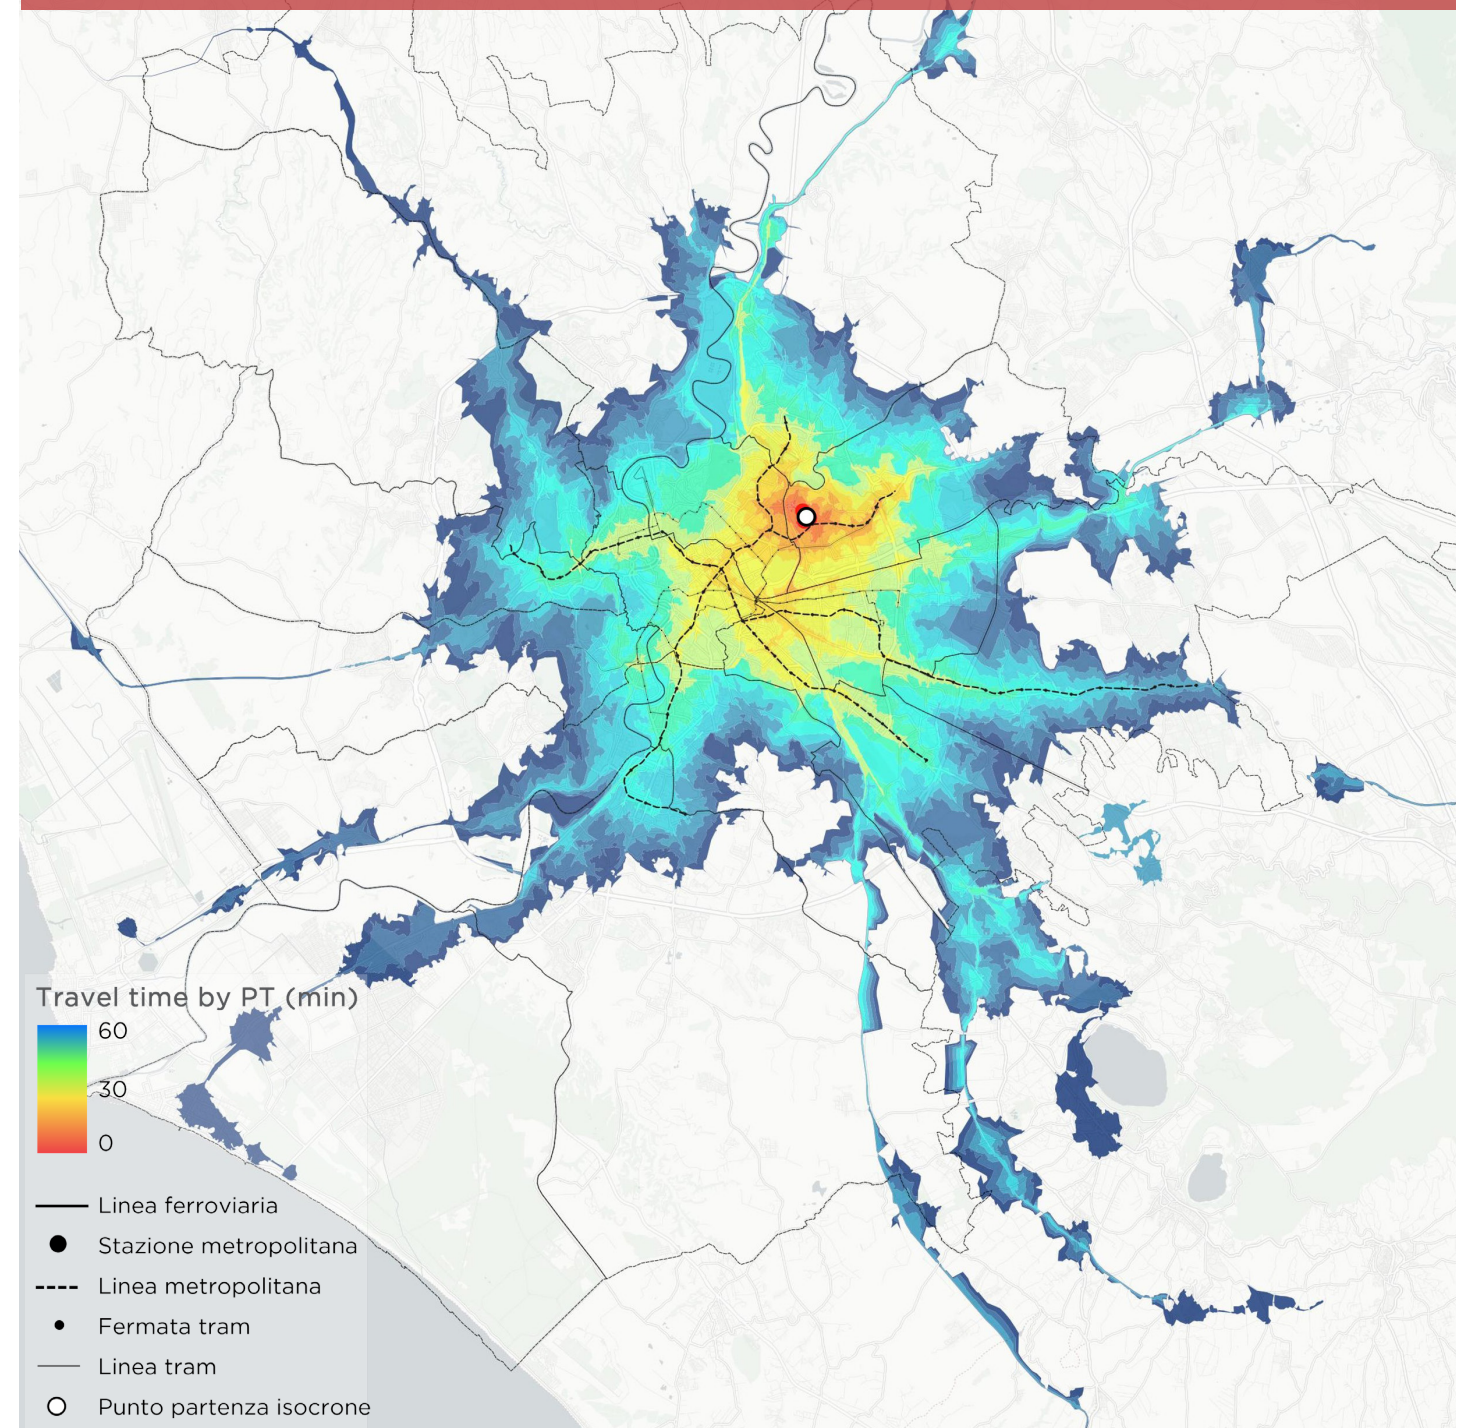 Travel time by PT (min)
60
30
0
Linea ferroviaria
Stazione metropolitana
Linea metropolitana
Fermata tram
Linea tram
Punto partenza isocrone